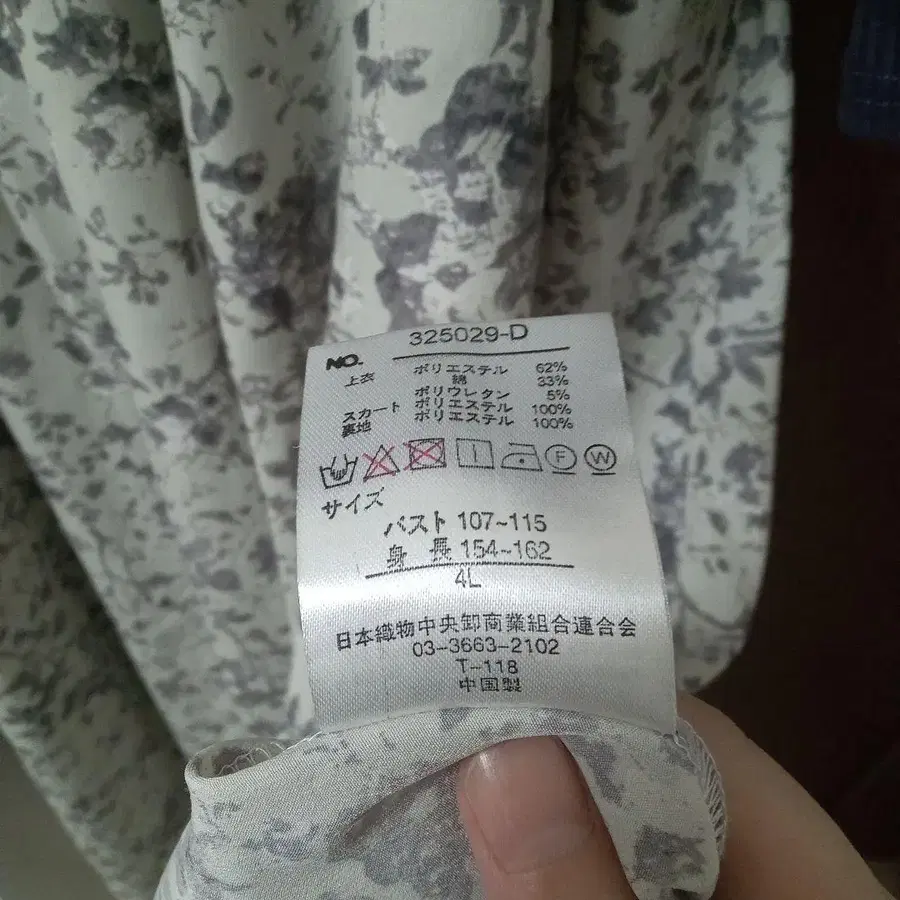 NO. 325029-D
上衣 ポリエステル 62%
綿 33%
ポリウレタン 5%
スカート ポリエステル 100%
裏地 ポリエステル 100%
F W
サイズ
バスト 107~115
身長 154~162
4L
日本織物中央卸商業組合連合会
03-3663-2102
T-118
中国製